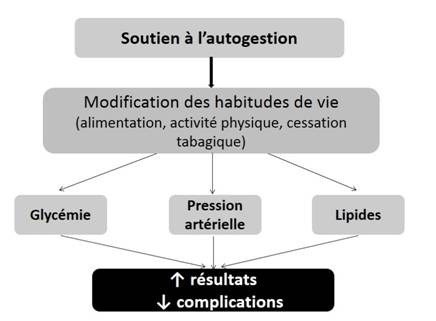 Soutien à l'autogestion
Modification des habitudes de vie
(alimentation, activité physique, cessation
tabagique)
Glycémie
Pression
artérielle
Lipides
↑ résultats
↓ complications